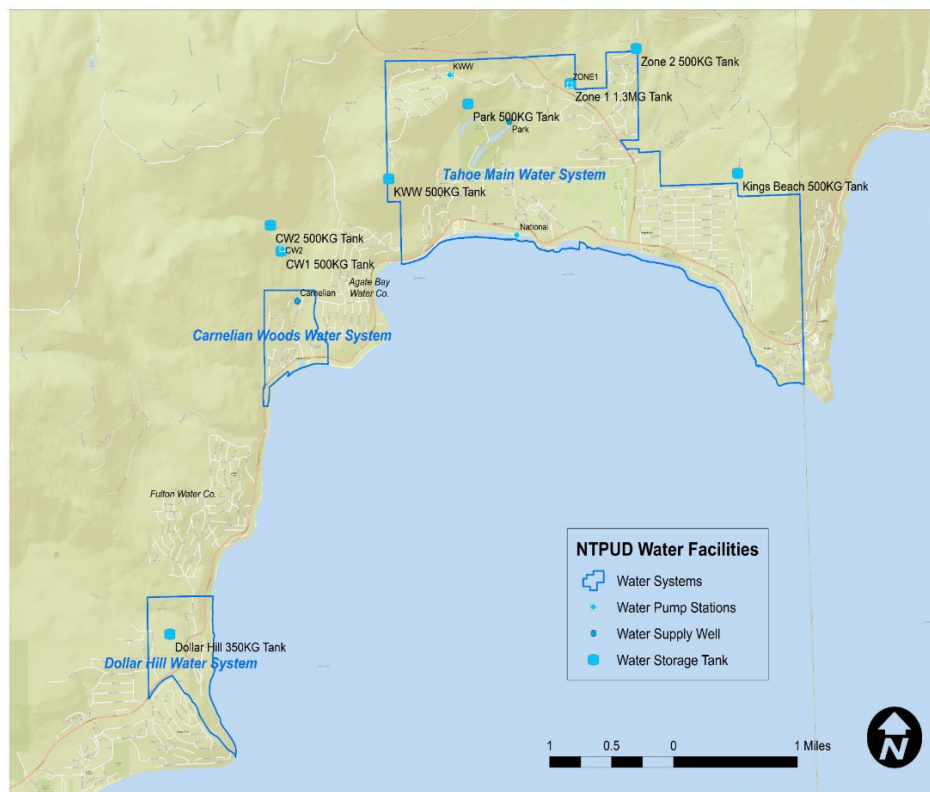 Zone 2 500KG Tank
KWW
ZONE1
Zone 1 1.3MG Tank
Park 500KG Tank
Park
Tahoe Main Water System
KWW 500KG Tank
Kings Beach 500KG Tank
CW2 500KG Tank
CW2
CW1 500KG Tank
National
Agate Bay
Water Co.
Carnelian
Carnelian Woods Water System
Fulton Water Co.
Dollar Hill 350KG Tank
Dollar Hill Water System
NTPUD Water Facilities
Water Systems
Water Pump Stations
Water Supply Well
Water Storage Tank
1 0.5 0 1 Miles
N